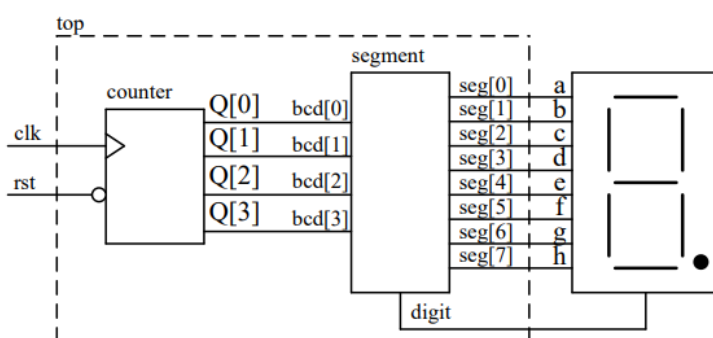 top
segment
counter
clk
rst
Q[0] bcd[0]
Q[1] bcd[1]
Q[2] bcd[2]
Q[3] bcd[3]
seg[0] a
seg[1] b
seg[2] c
seg[3] d
seg[4] e
seg[5] f
seg[6] g
seg[7] h
digit